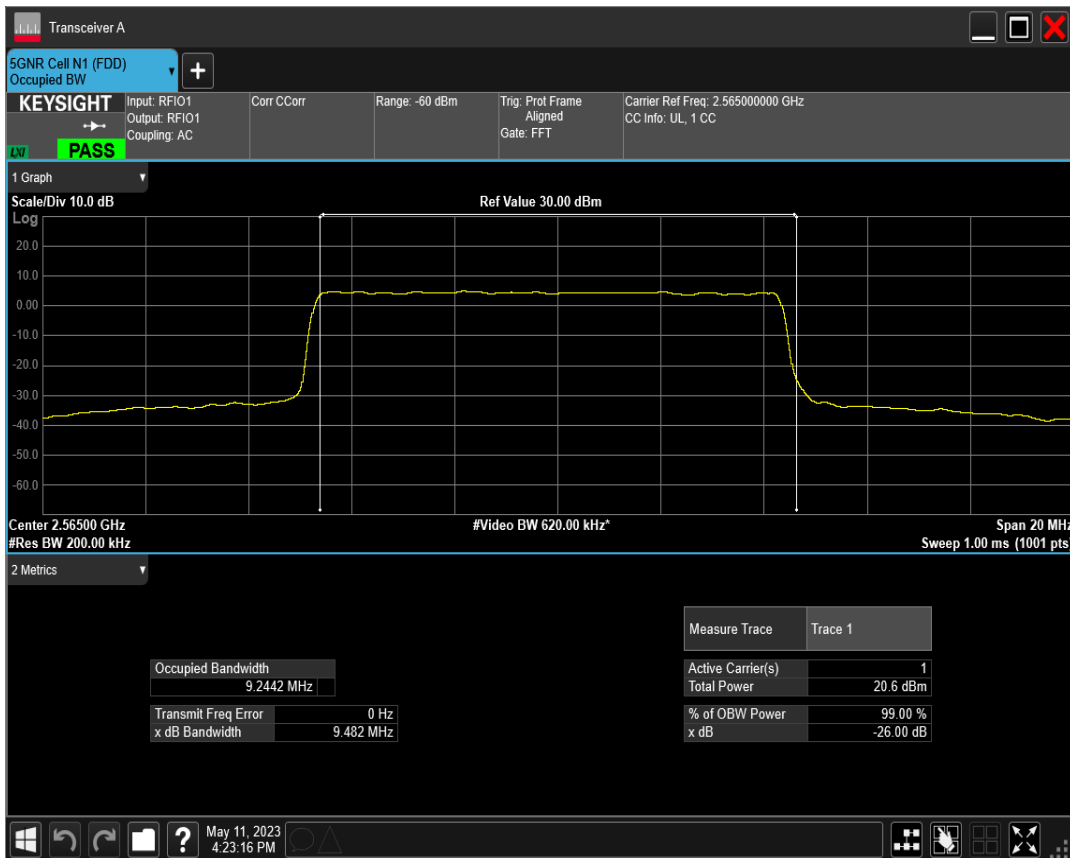 Transceiver A
5GNR Cell N1 (FDD)
Occupied BW
+
KEYSIGHT
LXI
PASS
Input: RFIO1
Output: RFIO1
Coupling: AC
Corr CCorr
Range: -60 dBm
Trig: Prot Frame
Aligned
Gate: FFT
Carrier Ref Freq: 2.565000000 GHz
CC Info: UL, 1 CC
1 Graph
Scale/Div 10.0 dB
Ref Value 30.00 dBm
Log
20.0
10.0
0.00
-10.0
-20.0
-30.0
-40.0
-50.0
-60.0
Center 2.56500 GHz
#Video BW 620.00 kHz*
Span 20 MHz
#Res BW 200.00 kHz
Sweep 1.00 ms (1001 pts)
2 Metrics
Measure Trace Trace 1
Occupied Bandwidth
9.2442 MHz
Active Carrier(s) 1
Total Power 20.6 dBm
Transmit Freq Error 0 Hz
x dB Bandwidth 9.482 MHz
% of OBW Power 99.00 %
x dB -26.00 dB
?
May 11, 2023
4:23:16 PM